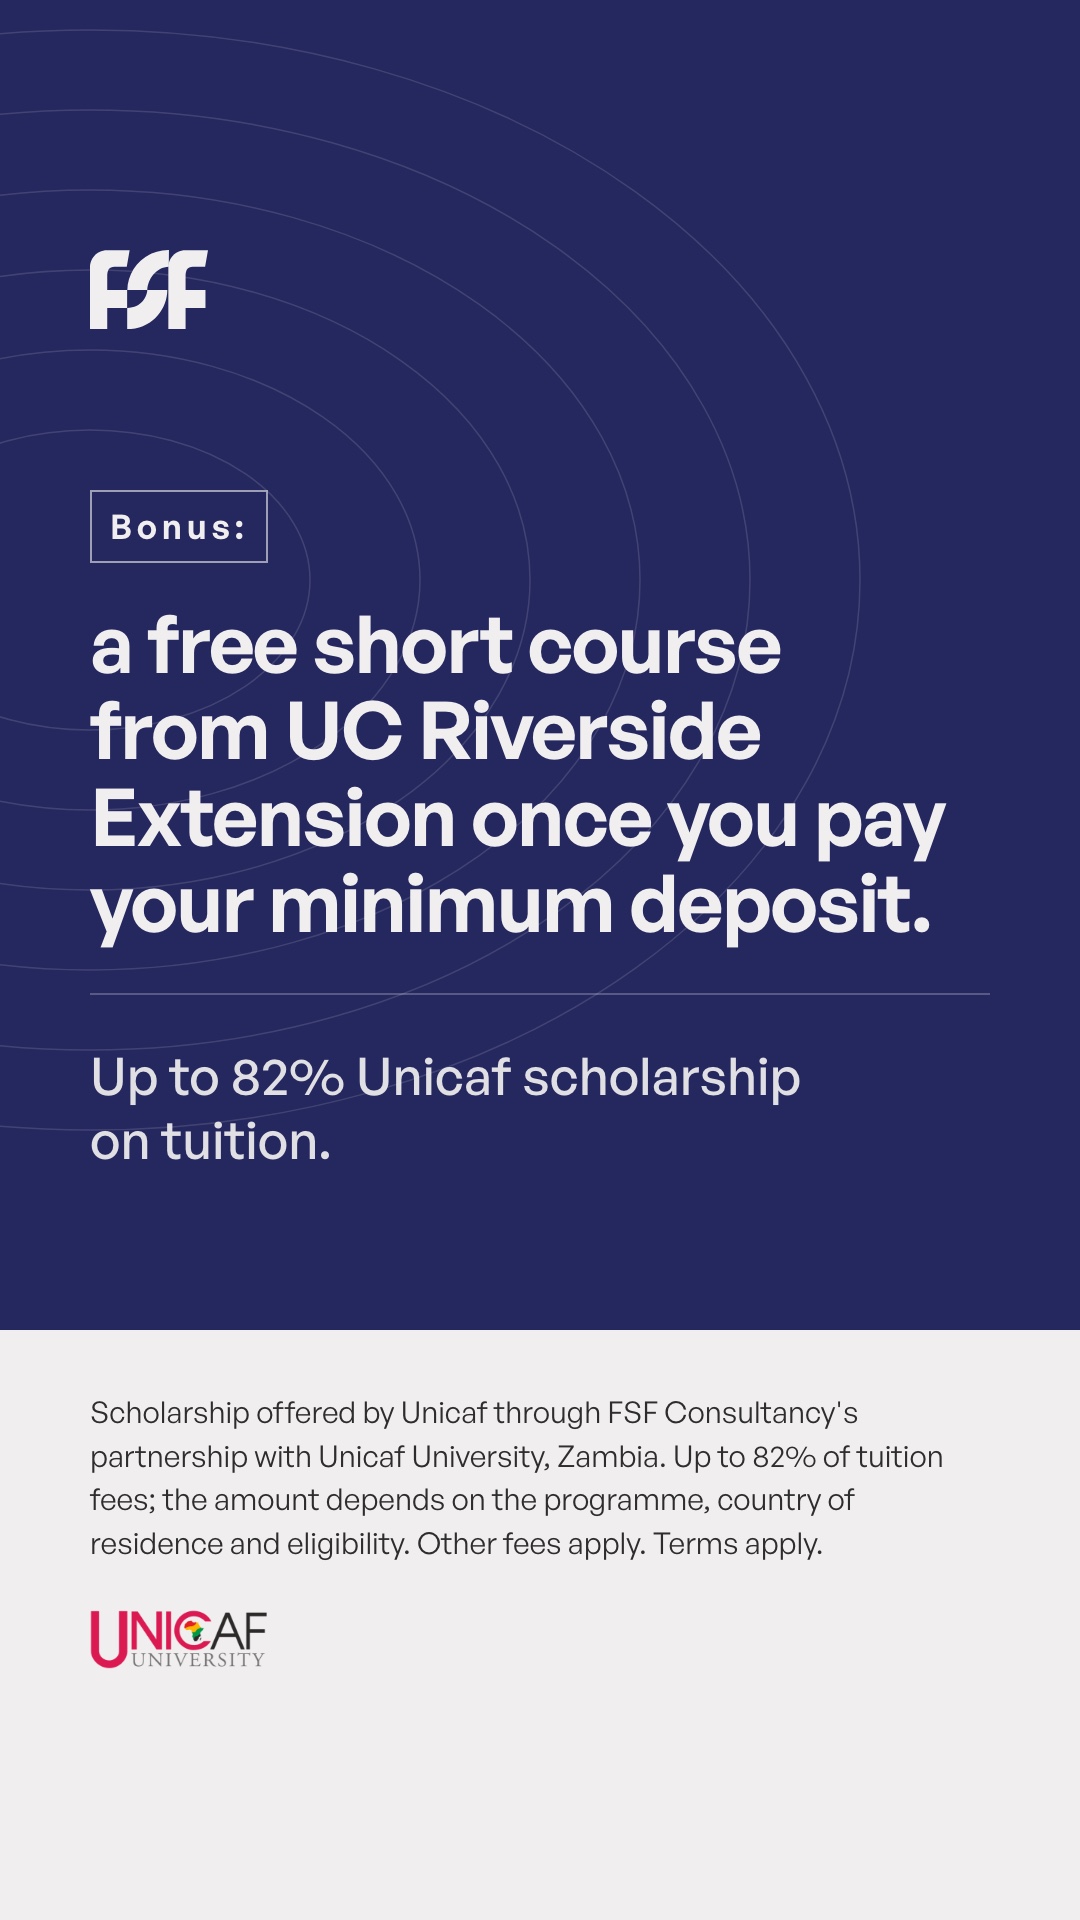 FSF
Bonus:
a free short course
from UC Riverside
Extension once you pay
your minimum deposit.
Up to 82% Unicaf scholarship
on tuition.
Scholarship offered by Unicaf through FSF Consultancy's
partnership with Unicaf University, Zambia. Up to 82% of tuition
fees; the amount depends on the programme, country of
residence and eligibility. Other fees apply. Terms apply.
UNICAF
UNIVERSITY